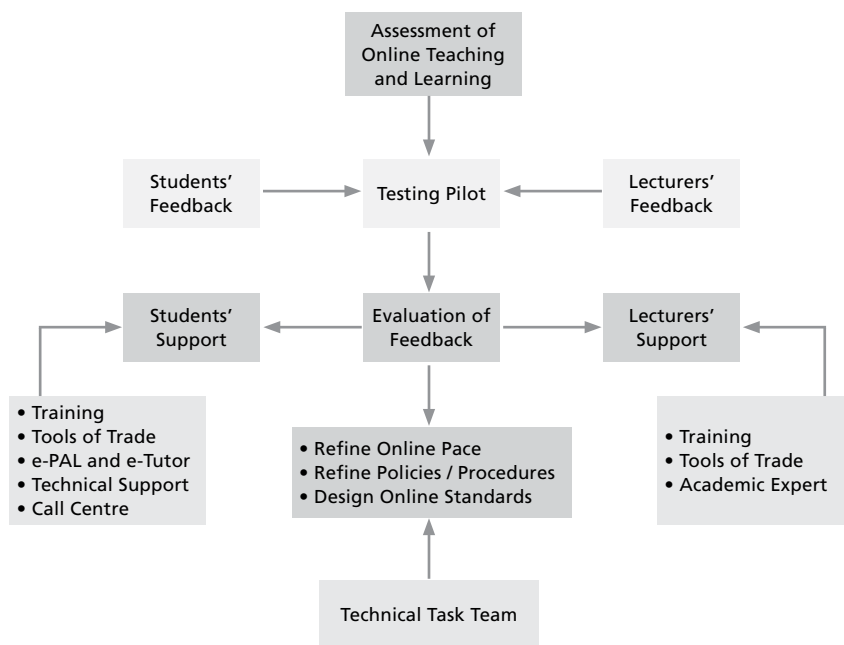 Assessment of
Online Teaching
and Learning
Students'
Feedback
Testing Pilot
Lecturers'
Feedback
Students'
Support
Evaluation of
Feedback
Lecturers'
Support
• Training
• Tools of Trade
• e-PAL and e-Tutor
• Technical Support
• Call Centre
• Refine Online Pace
• Refine Policies / Procedures
• Design Online Standards
• Training
• Tools of Trade
• Academic Expert
Technical Task Team